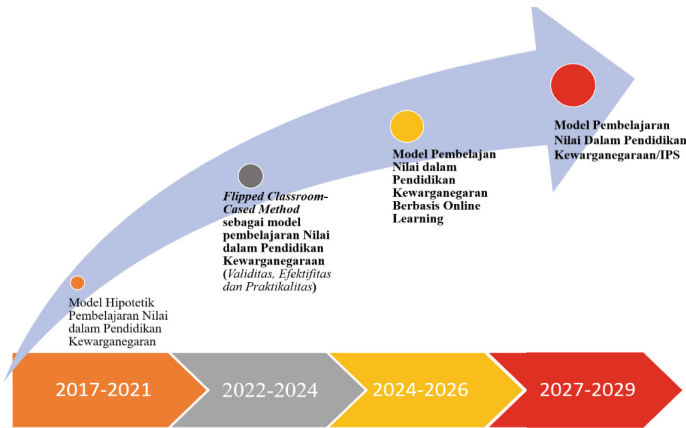 Model Hipotetik
Pembelajaran Nilai
dalam Pendidikan
Kewarganegaran
Flipped Classroom-
Cased Method
sebagai model
pembelajaran Nilai
dalam Pendidikan
Kewarganegaraan
(Validitas, Efektifitas
dan Praktikalitas)
Model Pembelajan
Nilai dalam
Pendidikan
Kewarganegaran
Berbasis Online
Learning
Model Pembelajaran
Nilai Dalam Pendidikan
Kewarganegaraan/IPS
2017-2021
2022-2024
2024-2026
2027-2029